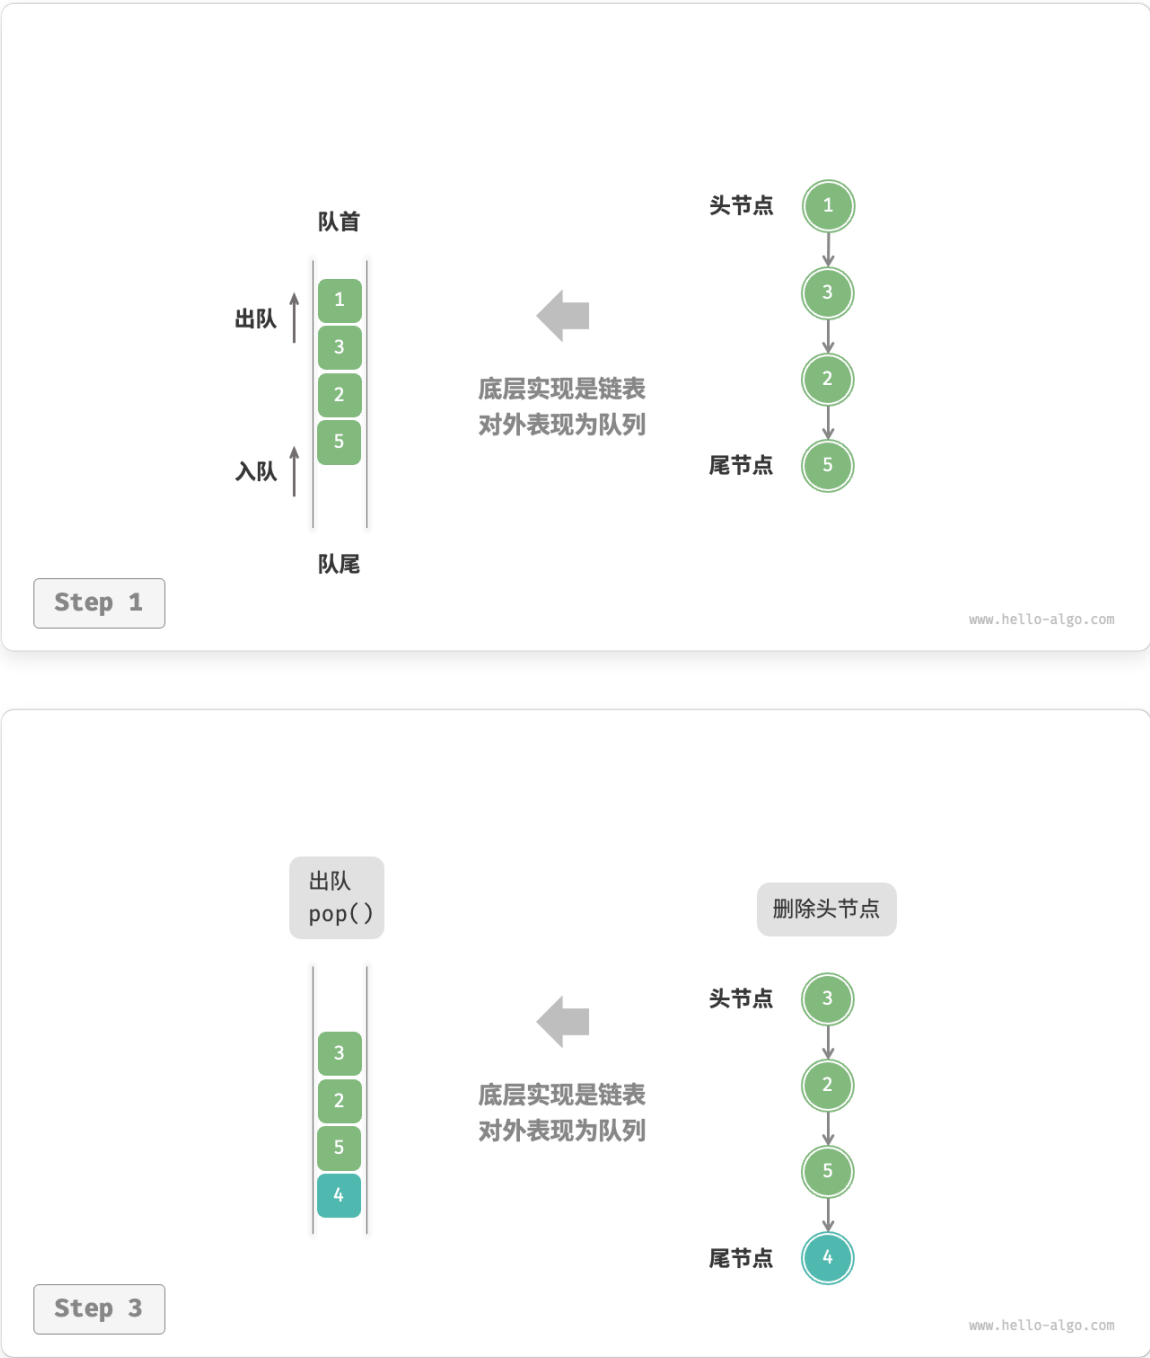 队首
头节点
1
1
出队
3
3
2
2
底层实现是链表
对外表现为队列
5
尾节点
5
入队
队尾
Step 1
www.hello-algo.com
出队
pop()
删除头节点
头节点
3
3
2
2
底层实现是链表
对外表现为队列
5
5
4
尾节点
4
Step 3
www.hello-algo.com